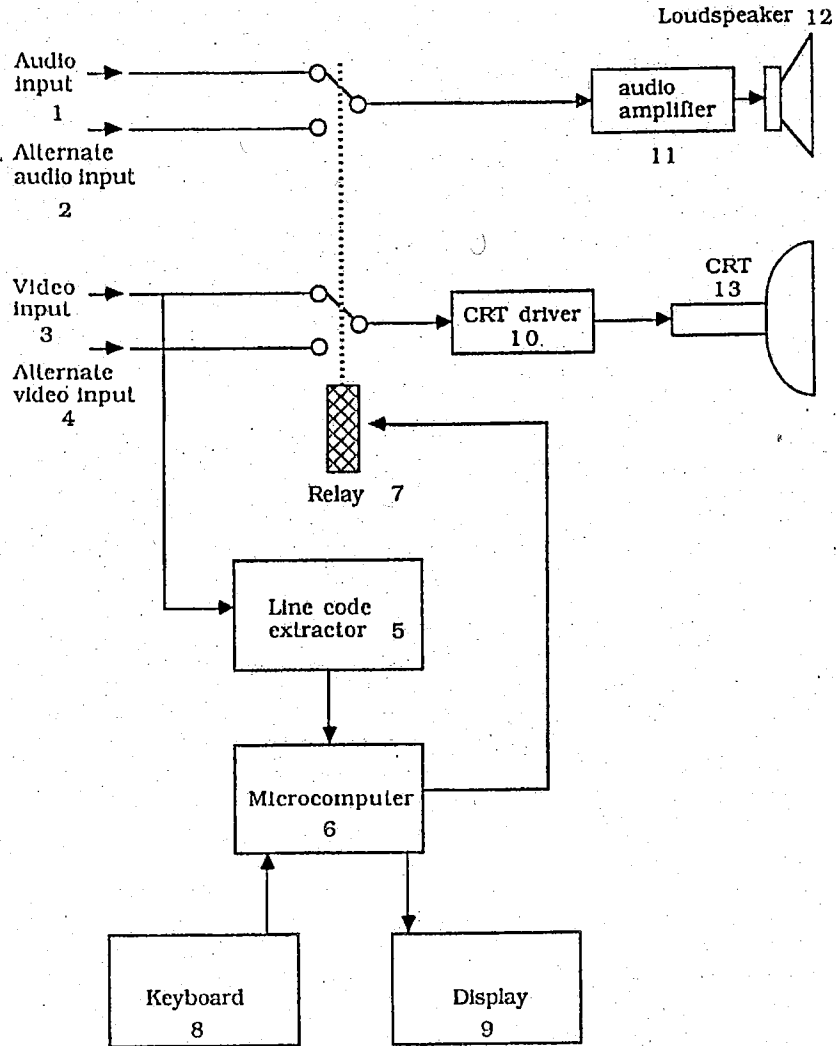 Loudspeaker 12
Audio
input
1
Alternate
audio input
2
audio
amplifier
11
Video
input
3
Alternate
video input
4
CRT driver
10.
CRT
13
Relay 7
Line code
extractor 5
Microcomputer
6
Keyboard
8
Display
9